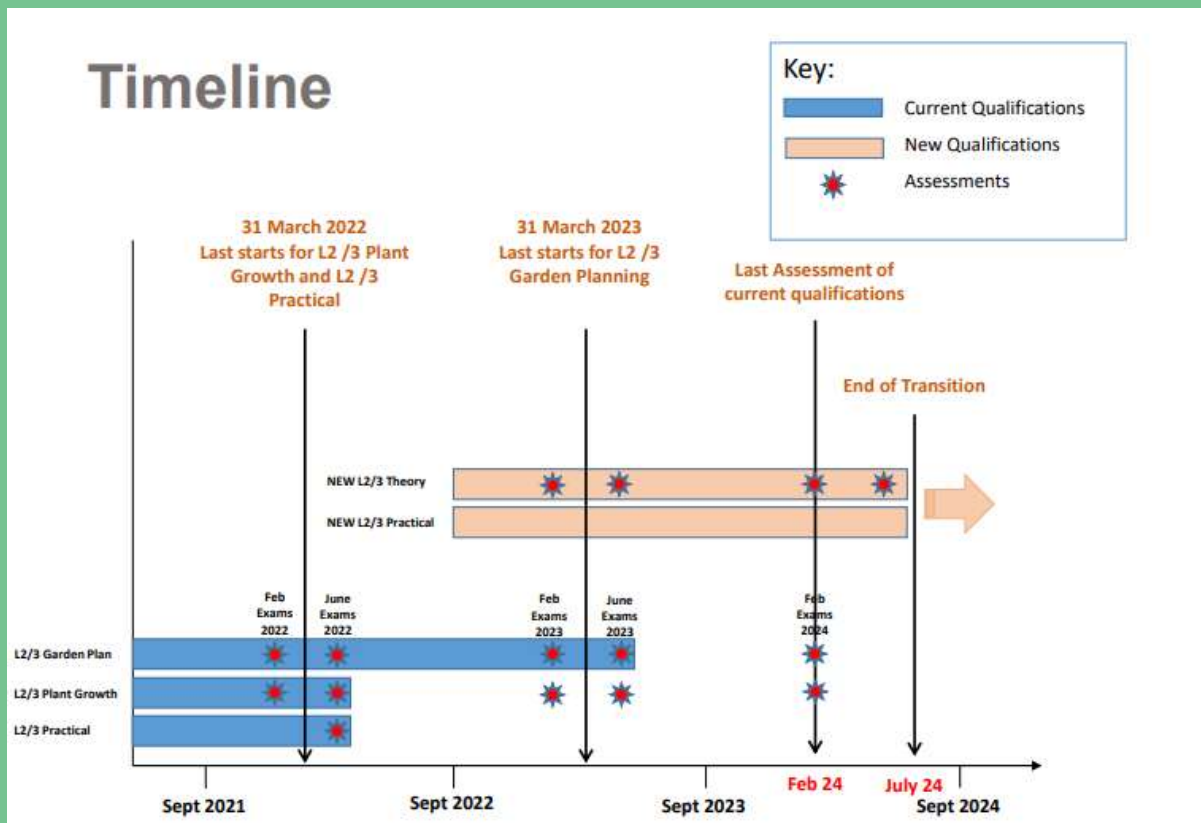 Timeline
Key:
Current Qualifications
New Qualifications
Assessments
31 March 2022
Last starts for L2 /3 Plant
Growth and L2 /3
Practical
31 March 2023
Last starts for L2 /3
Garden Planning
Last Assessment of
current qualifications
End of Transition
NEW L2/3 Theory
NEW L2/3 Practical
Feb
Exams
2022
June
Exams
2022
Feb
Exams
2023
June
Exams
2023
Feb
Exams
2024
L2/3 Garden Plan
L2/3 Plant Growth
L2/3 Practical
Sept 2021
Sept 2022
Sept 2023
Feb 24
July 24
Sept 2024